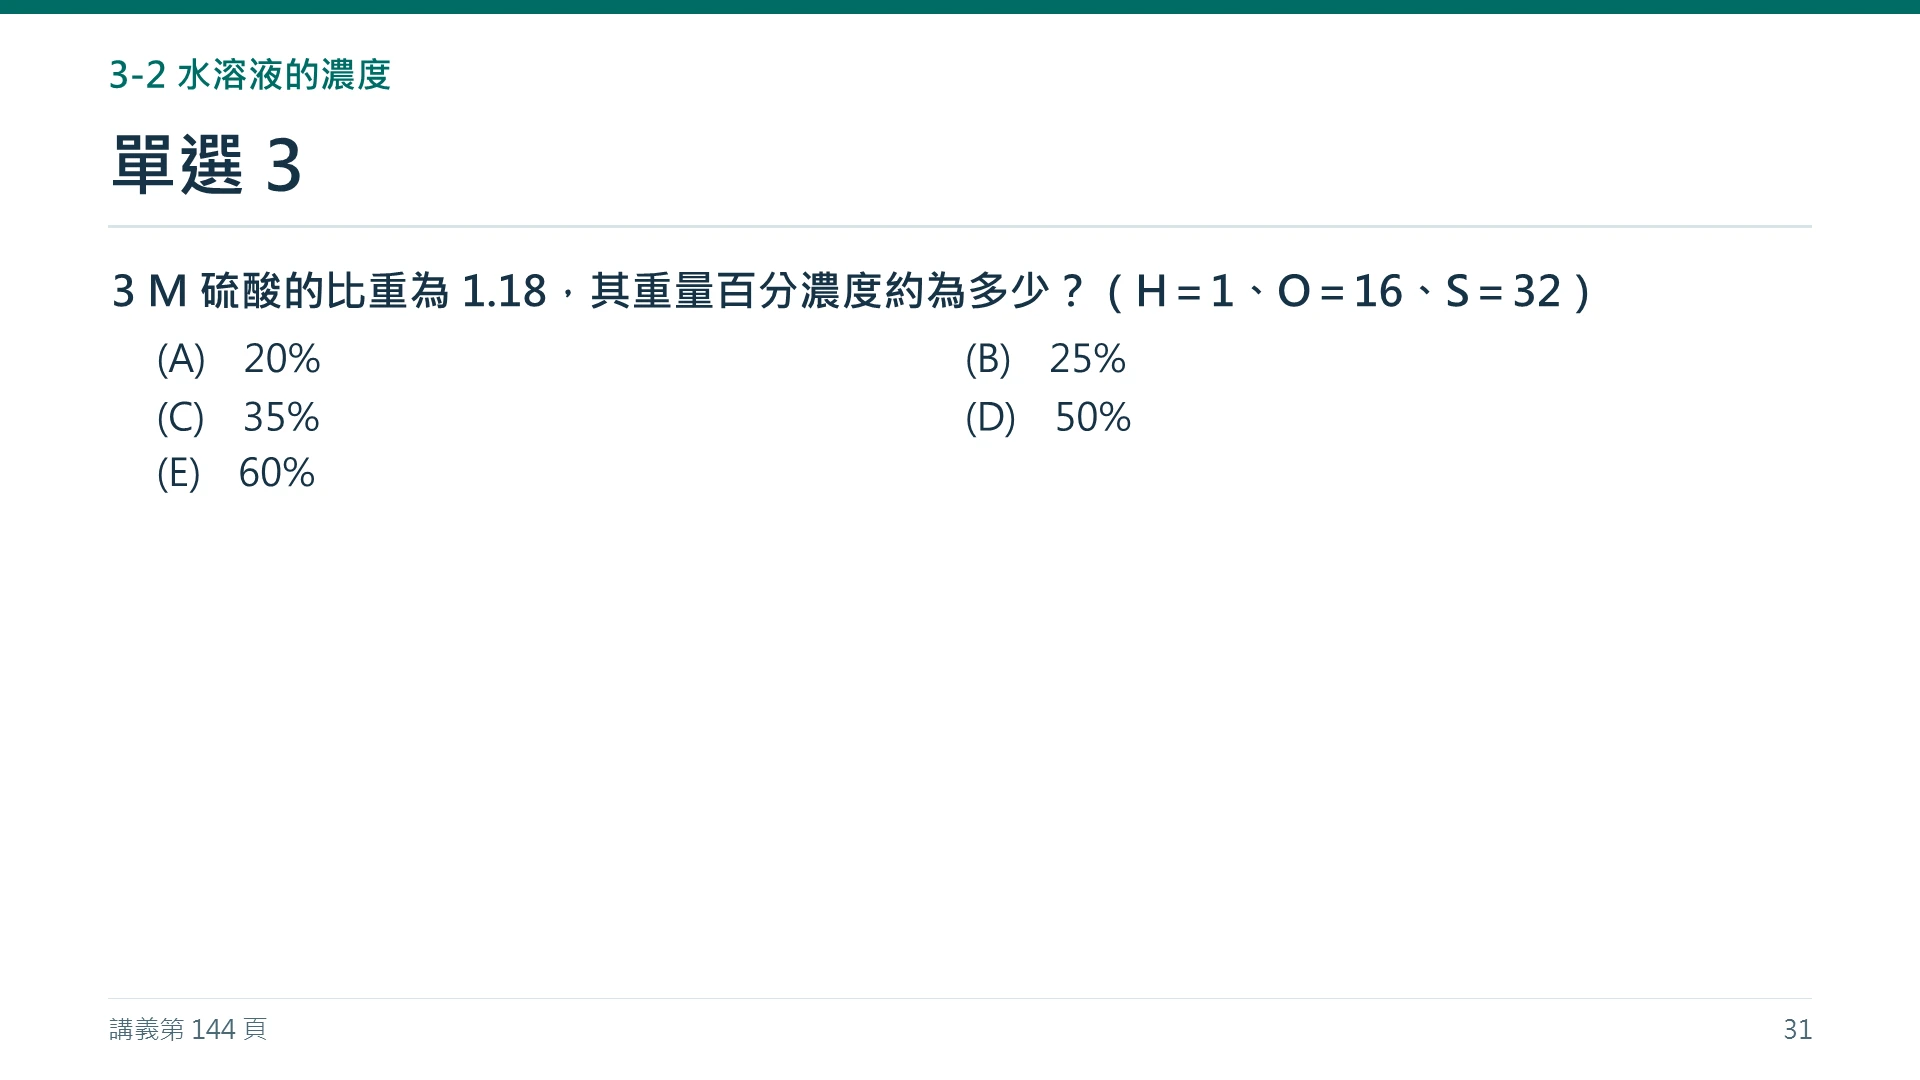 3-2 水溶液的濃度
單選 3
3 M 硫酸的比重為 1.18，其重量百分濃度約為多少？（H＝1、O＝16、S＝32）
(A) 20% (B) 25%
(C) 35% (D) 50%
(E) 60%
講義第 144 頁 31